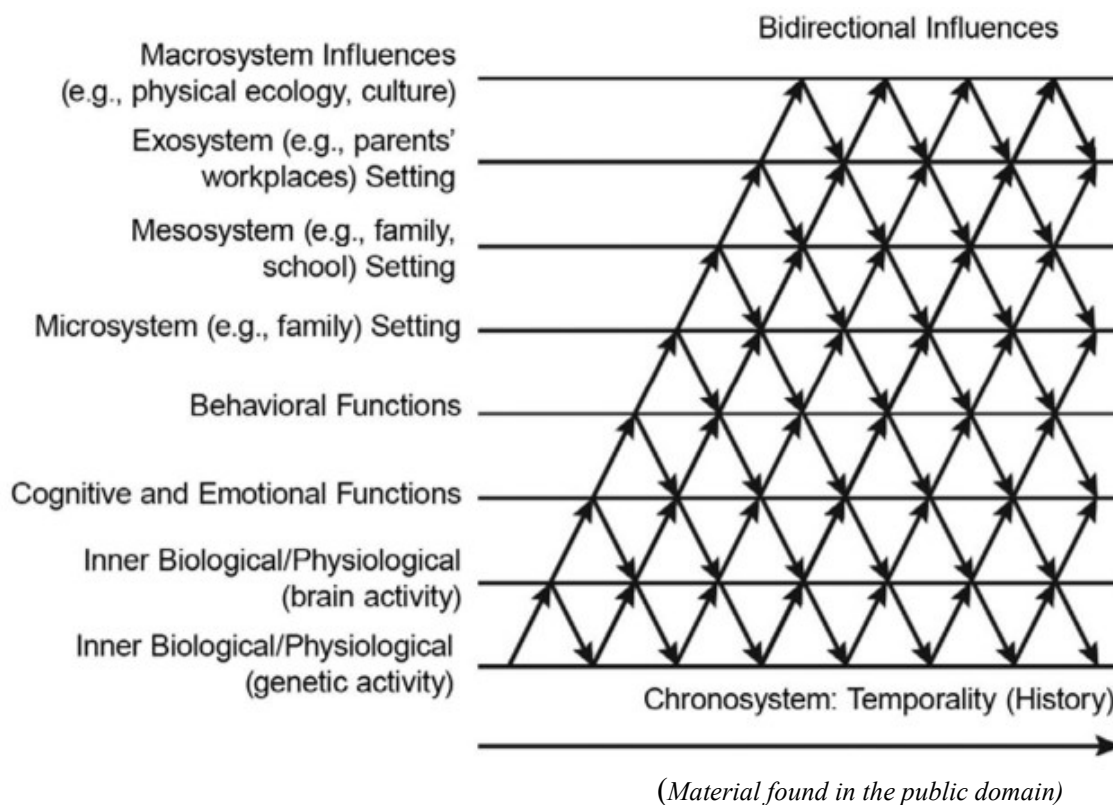 Bidirectional Influences
Macrosystem Influences
(e.g., physical ecology, culture)
Exosystem (e.g., parents’
workplaces) Setting
Mesosystem (e.g., family,
school) Setting
Microsystem (e.g., family) Setting
Behavioral Functions
Cognitive and Emotional Functions
Inner Biological/Physiological
(brain activity)
Inner Biological/Physiological
(genetic activity)
Chronosystem: Temporality (History)
(Material found in the public domain)